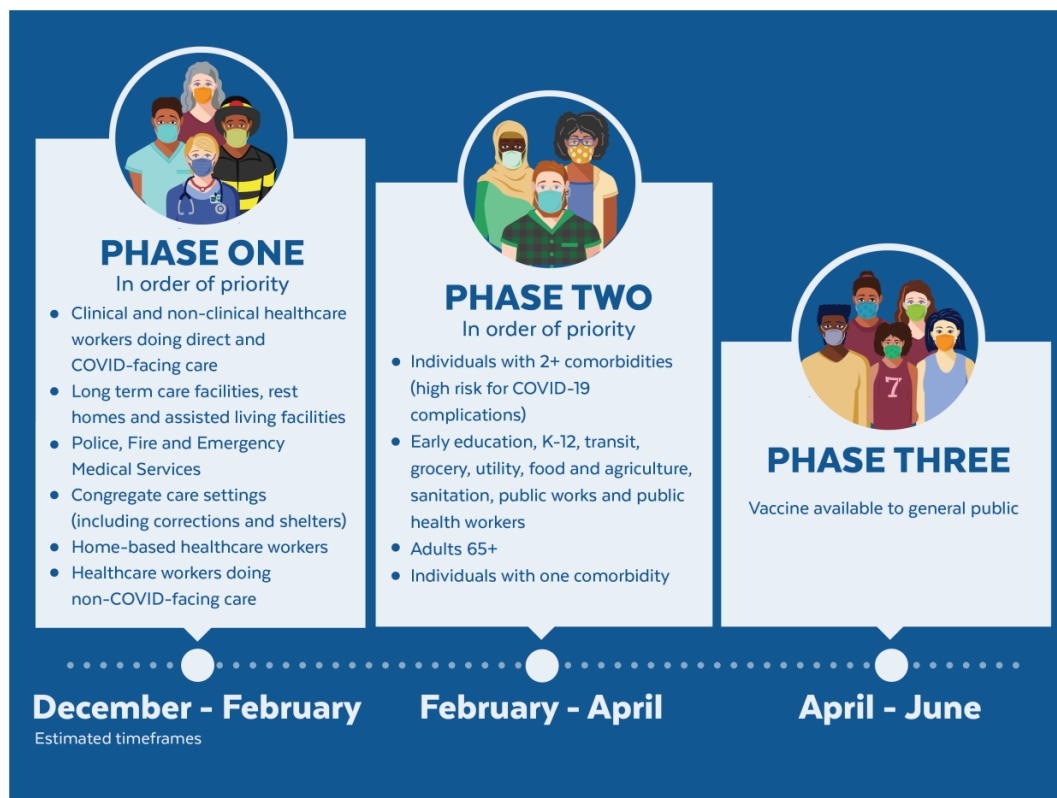 PHASE ONE
In order of priority
• Clinical and non-clinical healthcare
workers doing direct and
COVID-facing care
• Long term care facilities, rest
homes and assisted living facilities
• Police, Fire and Emergency
Medical Services
• Congregate care settings
(including corrections and shelters)
• Home-based healthcare workers
• Healthcare workers doing
non-COVID-facing care
December - February
Estimated timeframes
PHASE TWO
In order of priority
• Individuals with 2+ comorbidities
(high risk for COVID-19
complications)
• Early education, K-12, transit,
grocery, utility, food and agriculture,
sanitation, public works and public
health workers
• Adults 65+
• Individuals with one comorbidity
February - April
7
PHASE THREE
Vaccine available to general public
April - June